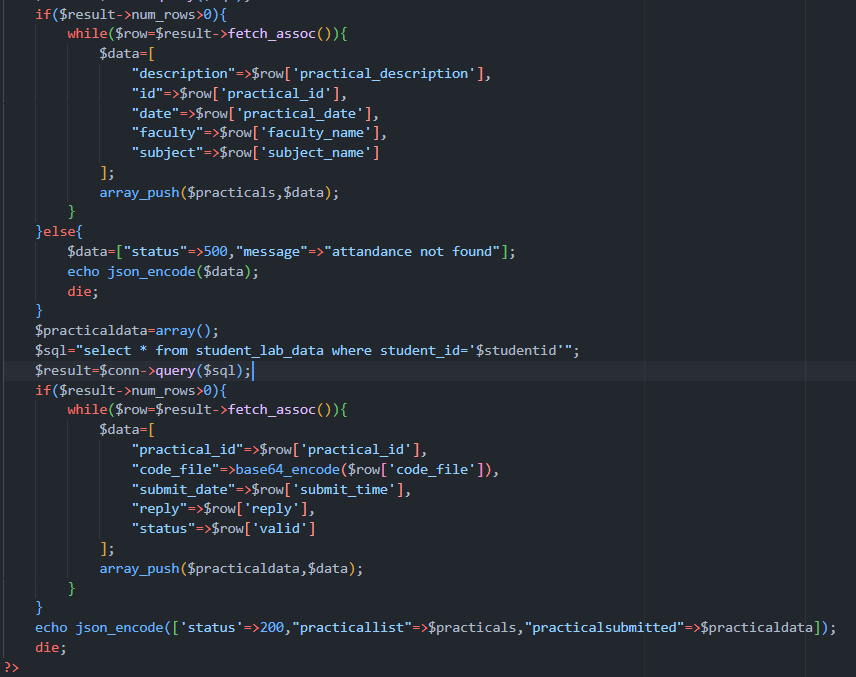 if($result->num_rows>0){
while($row=$result->fetch_assoc()){
$data=[
"description"=>$row['practical_description'],
"id"=>$row['practical_id'],
"date"=>$row['practical_date'],
"faculty"=>$row['faculty_name'],
"subject"=>$row['subject_name']
];
array_push($practicals,$data);
}
}else{
$data=["status"=>500,"message"=>"attandance not found"];
echo json_encode($data);
die;
}
$practicaldata=array();
$sql="select * from student_lab_data where student_id='$studentid'";
$result=$conn->query($sql);
if($result->num_rows>0){
while($row=$result->fetch_assoc()){
$data=[
"practical_id"=>$row['practical_id'],
"code_file"=>base64_encode($row['code_file']),
"submit_date"=>$row['submit_time'],
"reply"=>$row['reply'],
"status"=>$row['valid']
];
array_push($practicaldata,$data);
}
}
echo json_encode(['status'=>200,"practicallist"=>$practicals,"practicalsubmitted"=>$practicaldata]);
die;
?>